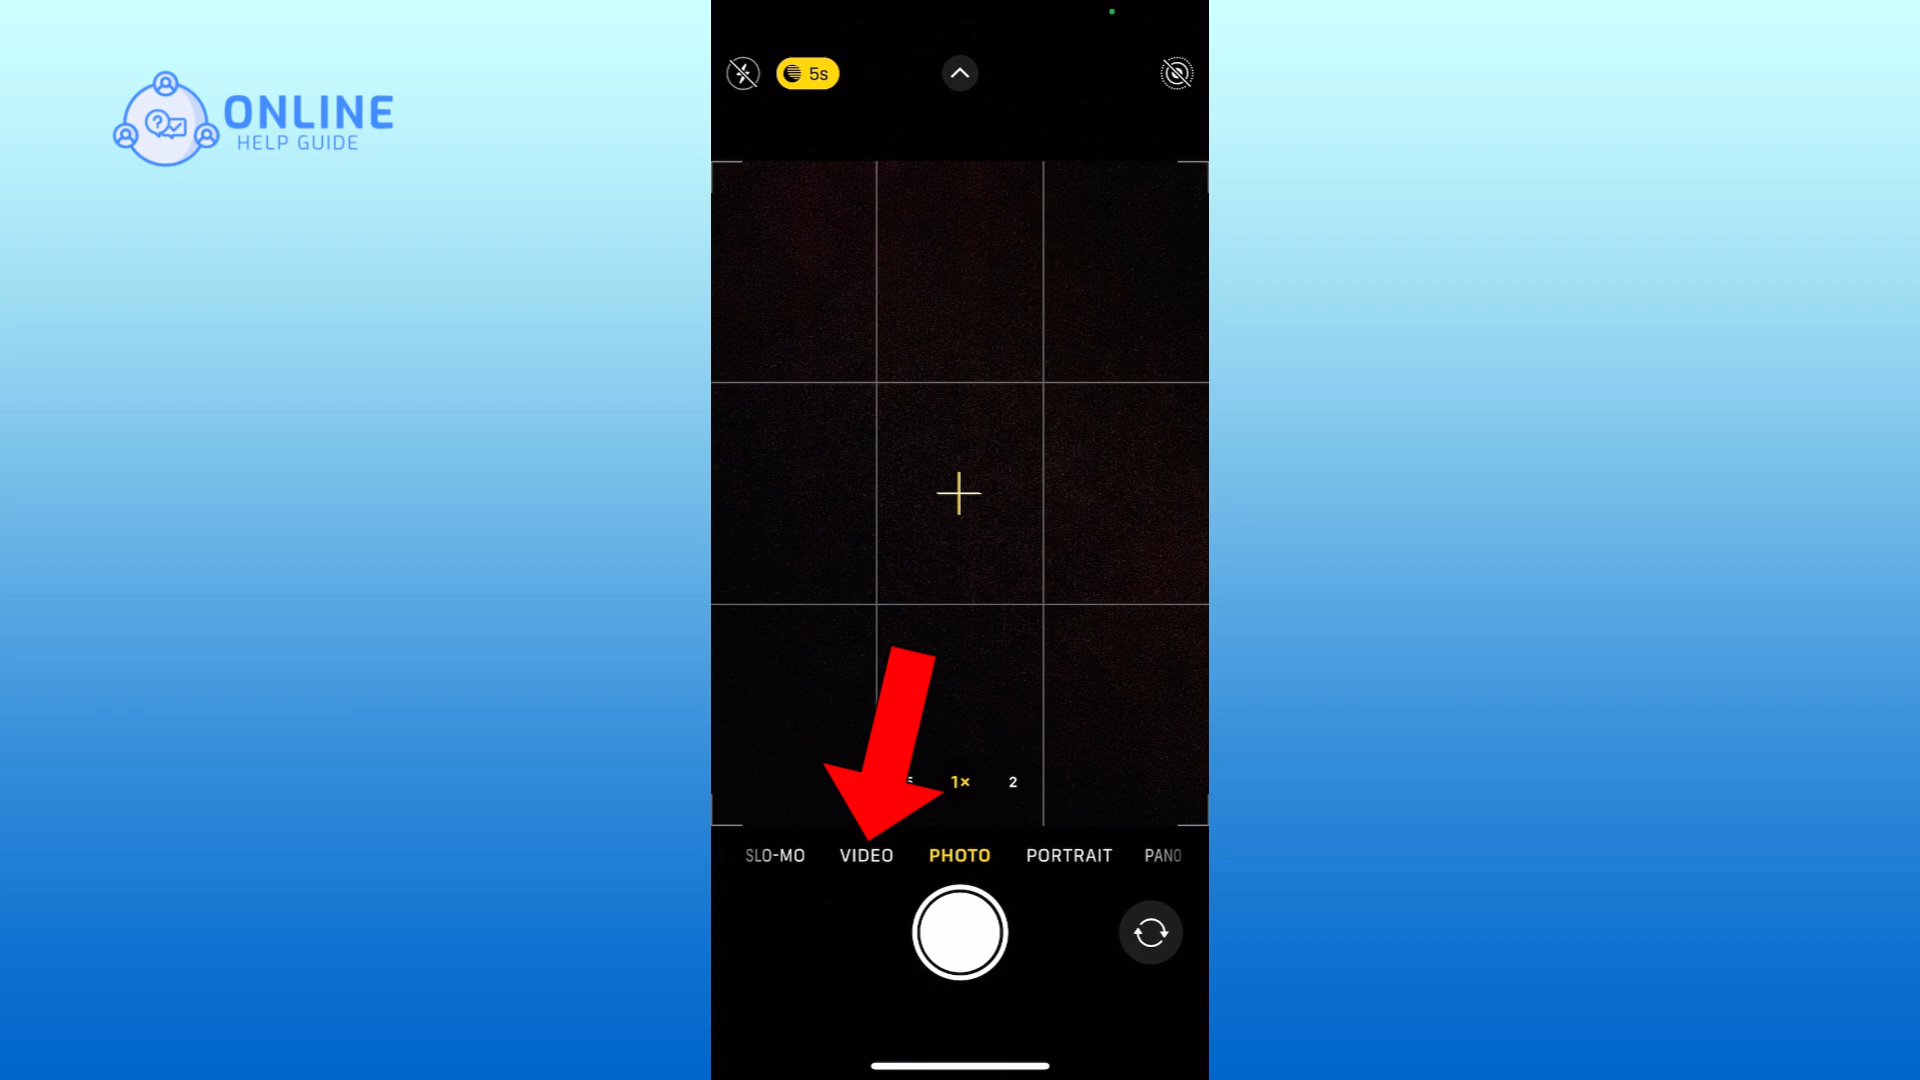 ONLINE
HELP GUIDE
5s
1×
2
SLO-MO VIDEO PHOTO PORTRAIT PANO